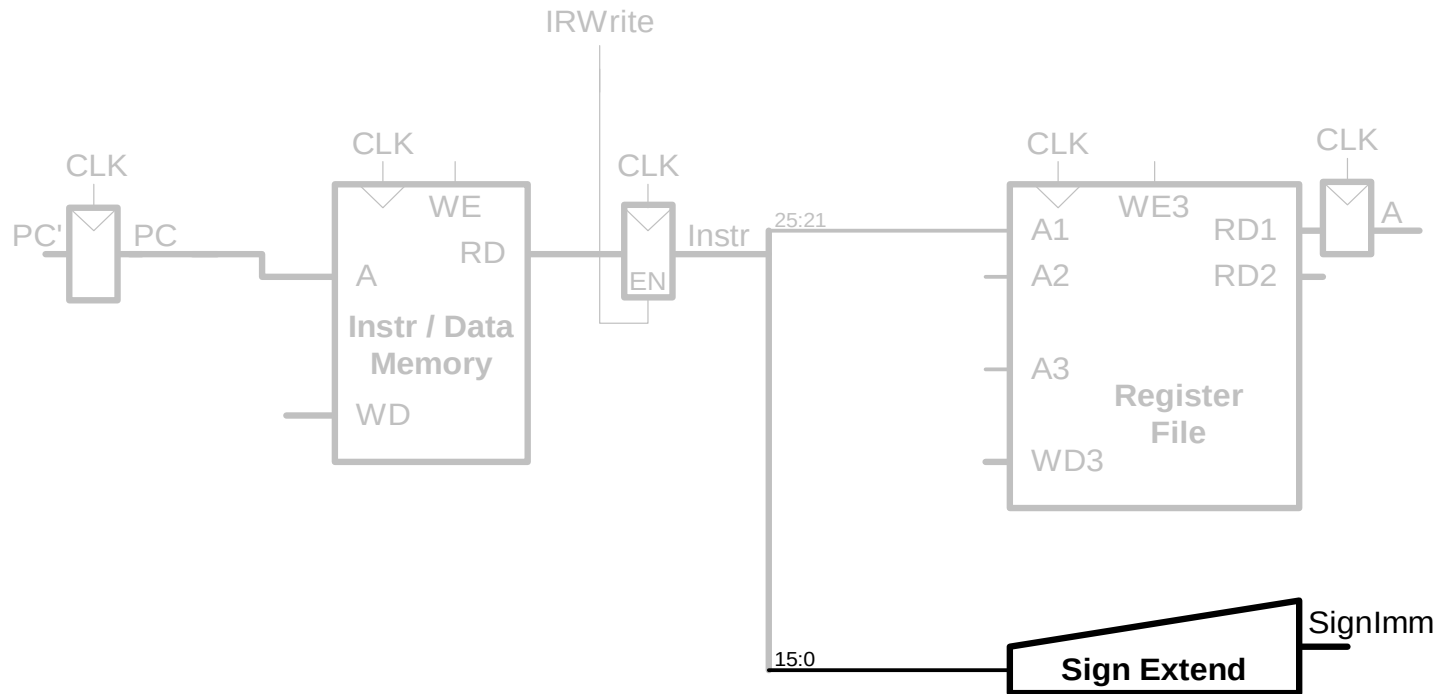 IRWrite
CLK
CLK
CLK
CLK
CLK
PC'
PC
WE
RD
A
Instr / Data
Memory
WD
EN
Instr
25:21
A1
A2
A3
WD3
WE3
RD1
RD2
Register
File
A
15:0
Sign Extend
SignImm